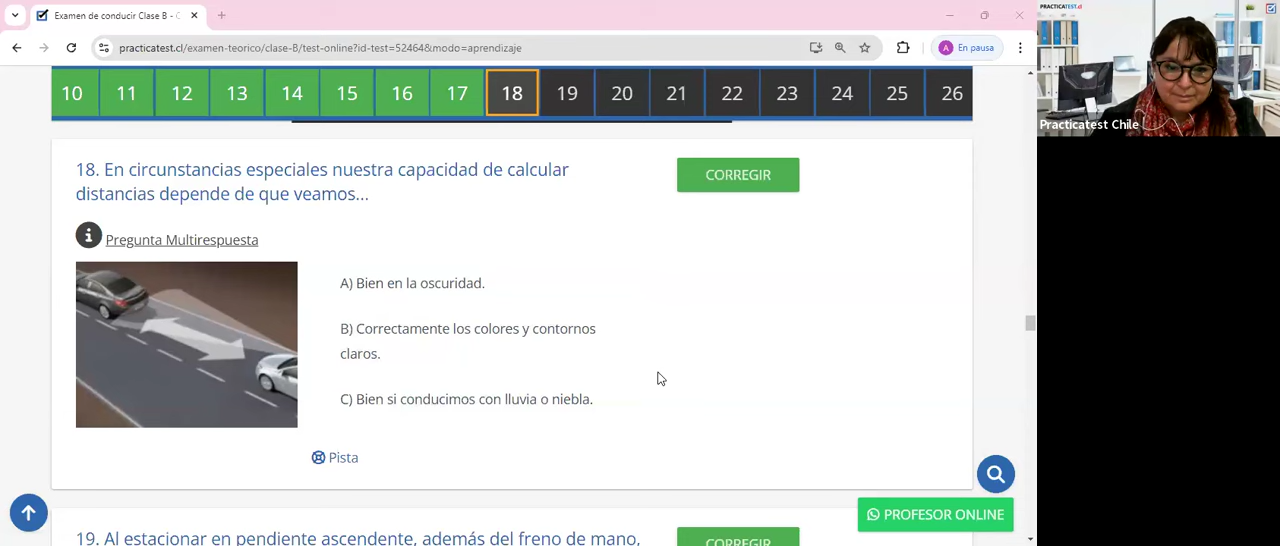 Examen de conducir Clase B - C
practicatest.cl/examen-teorico/clase-B/test-online?id-test=52464&modo=aprendizaje
A En pausa
PRACTICATEST.cl
Practicatest Chile
10 11 12 13 14 15 16 17 18 19 20 21 22 23 24 25 26
18. En circunstancias especiales nuestra capacidad de calcular
distancias depende de que veamos...
CORREGIR
Pregunta Multirespuesta
A) Bien en la oscuridad.
B) Correctamente los colores y contornos
claros.
C) Bien si conducimos con lluvia o niebla.
Pista
PROFESOR ONLINE
19. Al estacionar en pendiente ascendente, además del freno de mano,
CORREGIR